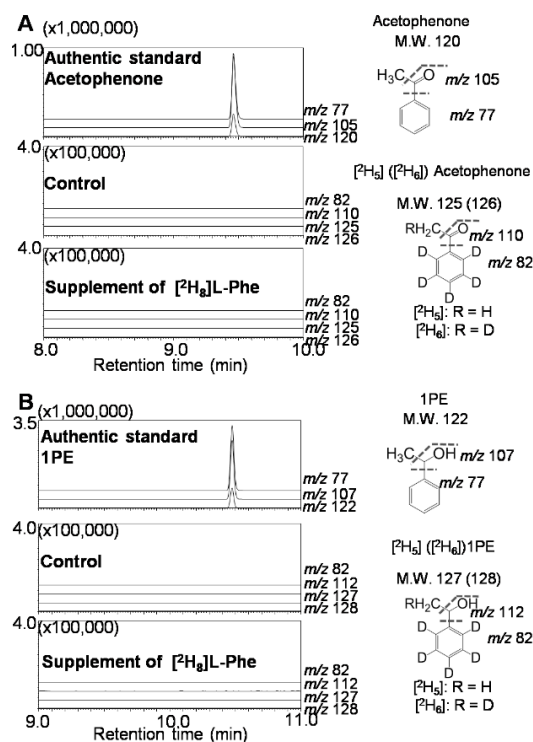 A
(x1,000,000)
1.00
Authentic standard
Acetophenone
m/z 77
m/z 105
m/z 120
Acetophenone
M.W. 120
H₃C
O
m/z 105
m/z 77
4.0
(x100,000)
Control
m/z 82
m/z 110
m/z 125
m/z 126
4.0
(x100,000)
Supplement of [²H₈]L-Phe
m/z 82
m/z 110
m/z 125
m/z 126
8.0 9.0 10.0
Retention time (min)
[²H₅] ([²H₆]) Acetophenone
M.W. 125 (126)
RH₂C
O
m/z 110
m/z 82
D D
D D
D
[²H₅]: R = H
[²H₆]: R = D
B
(x1,000,000)
3.5
Authentic standard
1PE
m/z 77
m/z 107
m/z 122
1PE
M.W. 122
H₃C
OH
m/z 107
m/z 77
4.0
(x100,000)
Control
m/z 82
m/z 112
m/z 127
m/z 128
4.0
(x100,000)
Supplement of [²H₈]L-Phe
m/z 82
m/z 112
m/z 127
m/z 128
9.0 10.0 11.0
Retention time (min)
[²H₅] ([²H₆])1PE
M.W. 127 (128)
RH₂C
OH
m/z 112
m/z 82
D D
D D
D
[²H₅]: R = H
[²H₆]: R = D